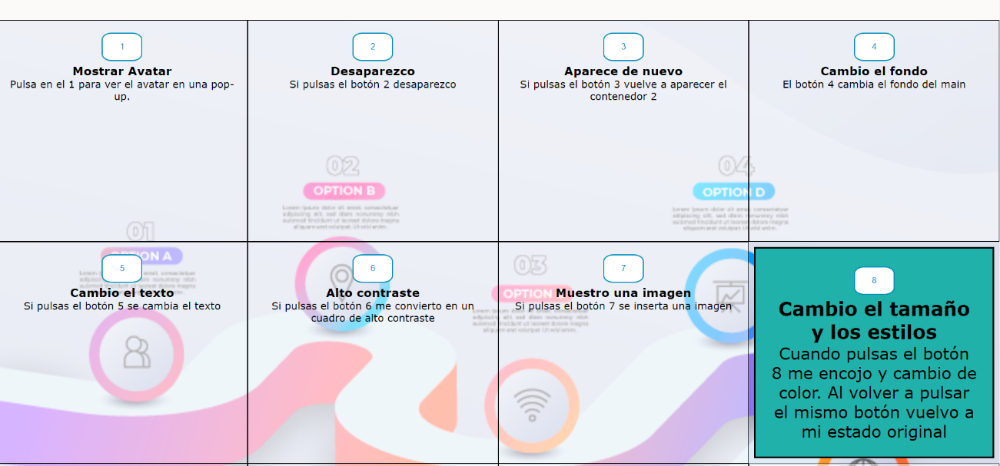 1
Mostrar Avatar
Pulsa en el 1 para ver el avatar en una pop-
up.
2
Desaparezco
Si pulsas el botón 2 desaparezco
3
Aparece de nuevo
Si pulsas el botón 3 vuelve a aparecer el
contenedor 2
4
Cambio el fondo
El botón 4 cambia el fondo del main
02
OPTION B
04
OPTION D
01
OPTION A
5
Cambio el texto
Si pulsas el botón 5 se cambia el texto
6
Alto contraste
Si pulsas el botón 6 me convierto en un
cuadro de alto contraste
03
OPTION
7
Muestro una imagen
Si pulsas el botón 7 se inserta una imagen
8
Cambio el tamaño
y los estilos
Cuando pulsas el botón
8 me encojo y cambio de
color. Al volver a pulsar
el mismo botón vuelvo a
mi estado original